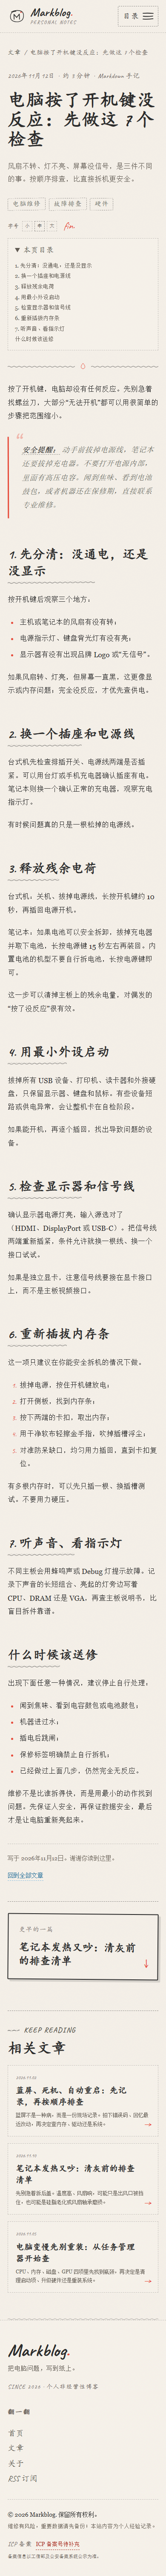 Markblog.
PERSONAL NOTES
目录
文章 / 电脑按了开机键没反应：先做这 7个检查
2026年11月12日 · 约 3分钟 · Markdown 手记
电脑按了开机键没
反应：先做这 7个
检查
风扇不转、灯不亮、屏幕没信号，是三件不同
的事。按顺序排查，比直接拆机更安全。
电脑维修
故障排查
硬件
字号
小
中
大
▼ 本页目录
1. 先分清：没通电，还是没显示
2. 换一个插座和电源线
3. 释放残余电荷
4. 用最小外设启动
5. 检查显示器和信号线
6. 重新插拔内存条
7. 听声音、看指示灯
什么时候该送修
按了开机键，电脑却没有任何反应，先别急着
找螺丝刀。大部分“无法开机”都可以用很简单的
步骤把范围缩小。
安全提醒： 动手前拔掉电源线，笔记本
还要拔掉充电器。不要打开电源内部，
里面有高压电容。闻到焦味、看到电池
鼓包，或者机器还在保修期，直接联系
专业维修。
1. 先分清：没通电，还是
没显示
按开机键后观察三个地方：
主机或笔记本的风扇有没有转；
电源指示灯、键盘背光灯有没有亮；
显示器有没有出现品牌 Logo 或“无信号”。
如果风扇转、灯亮，但屏幕一直黑，这更像显
示或内存问题；完全没反应，才优先查供电。
2. 换一个插座和电源线
台式机先检查排插开关、电源线两端是否插
紧，可以用台灯或手机充电器确认插座有电。
笔记本则换一个确认正常的充电器，观察充电
指示灯。
有时候问题真的只是一根松掉的电源线。
3. 释放残余电荷
台式机，关机、拔掉电源线，长按开机键约 10
秒，再插回电源开机。
笔记本，如果电池可以安全拆卸，拔掉充电器
并取下电池，长按电源键 15 秒左右再装回。内
置电池的机型不要自行拆电池，长按电源键即
可。
这一步可以清掉主板上的残余电量，对偶发的
“按了没反应”很有效。
4. 用最小外设启动
拔掉所有 USB 设备、打印机、读卡器和外接硬
盘，只保留显示器、键盘和鼠标。有些设备短
路或供电异常，会让整机卡在自检阶段。
如果能开机，再逐个插回，找出导致问题的设
备。
5. 检查显示器和信号线
确认显示器电源灯亮，输入源选对了
（HDMI、DisplayPort 或 USB-C），把信号线
两端重新插紧，条件允许就换一根线、换一个
接口试试。
如果是独立显卡，注意信号线要接在显卡接口
上，而不是主板视频接口。
6. 重新插拔内存条
这一项只建议在你能安全拆机的情况下做。
1. 拔掉电源，按住开机键放电；
2. 打开侧板，找到内存条；
3. 按下两端的卡扣，取出内存；
4. 用干净软布轻擦金手指，吹掉插槽浮尘；
5. 对准防呆缺口，均匀用力插回，直到卡扣复
位。
有多根内存时，可以先只插一根、换插槽测
试。不要用力硬压。
7. 听声音、看指示灯
不同主板会用蜂鸣声或 Debug 灯提示故障。记
录下声音的长短组合、亮起的灯旁边写着
CPU、DRAM 还是 VGA，再查主板说明书，比
盲目拆件靠谱。
什么时候该送修
出现下面任意一种情况，建议停止自行处理：
闻到焦味、看到电容鼓包或电池鼓包；
机器进过水；
插电后跳闸；
保修标签明确禁止自行拆机；
已经做过上面几步，仍然完全无反应。
维修不是比谁拆得快，而是用最小的动作找到
问题。先保证人安全，再保证数据安全，最后
才是让电脑重新亮起来。
写于 2026年11月12日。谢谢你读到这里。
回到全部文章
更早的一篇
笔记本发热又吵：清灰前
的排查清单
KEEP READING
相关文章
蓝屏、死机、自动重启：先记
录，再按顺序排查
笔记本发热又吵：清灰前的排查
清单
电脑变慢先别重装：从任务管理
器开始查
Markblog.
把电脑问题，写到纸上。
SINCE 2020 · 个人非经营性博客
翻一翻
首页
文章
关于
RSS 订阅
© 2026 Markblog. 保留所有权利。
ICP 备案 ICP 备案号待补充